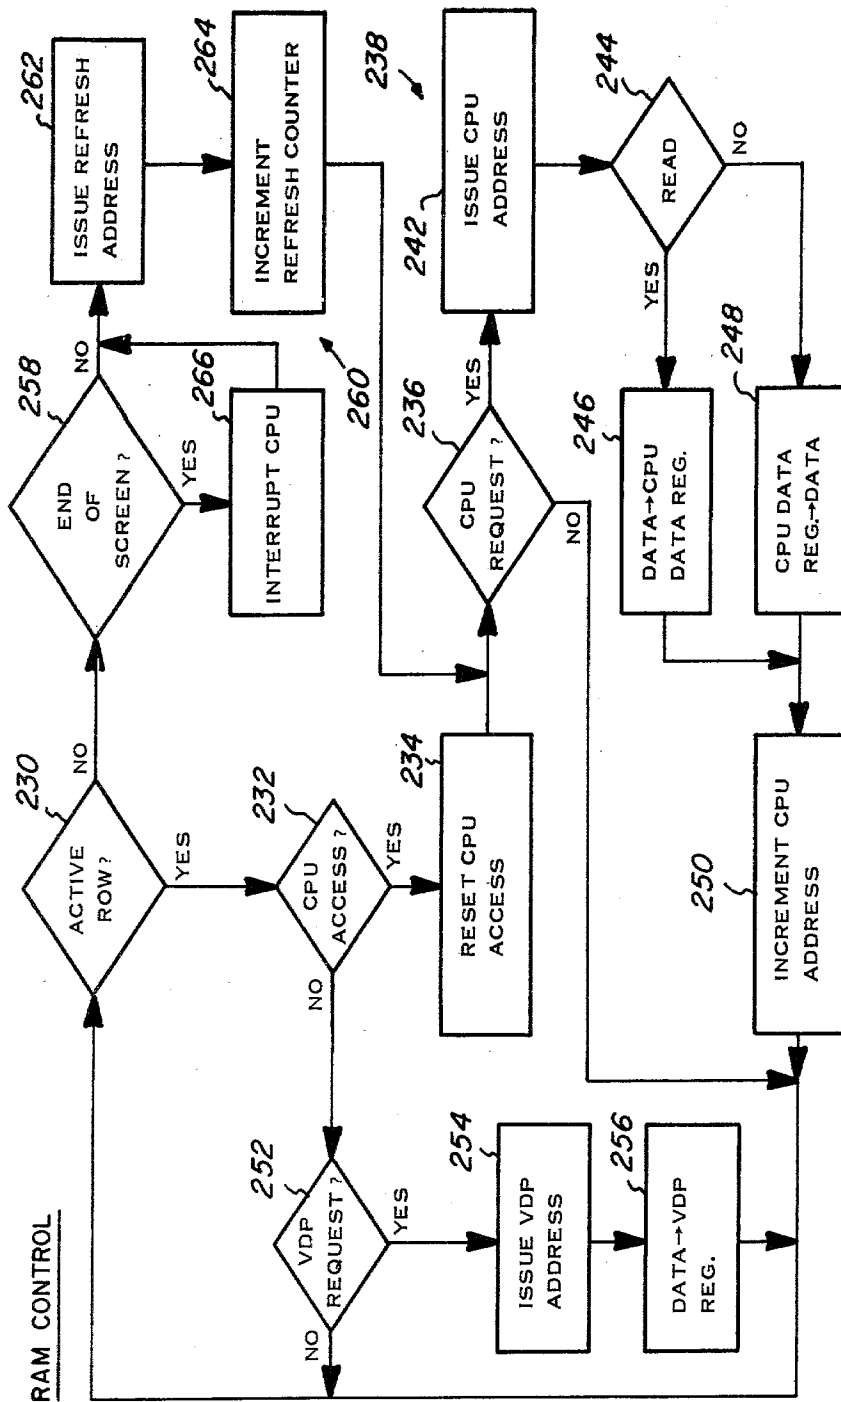 RAM CONTROL
230
ACTIVE
ROW?
NO
YES
258
END
OF
SCREEN?
NO
YES
262
ISSUE REFRESH
ADDRESS
264
INCREMENT
REFRESH COUNTER
266
INTERRUPT CPU
260
232
CPU
ACCESS?
NO
YES
234
RESET CPU
ACCESS
236
CPU
REQUEST?
YES
NO
238
242
ISSUE CPU
ADDRESS
244
READ
YES
NO
246
DATA→CPU
DATA REG.
248
CPU DATA
REG.→DATA
250
INCREMENT CPU
ADDRESS
252
VDP
REQUEST?
NO
YES
254
ISSUE VDP
ADDRESS
256
DATA→VDP
REG.